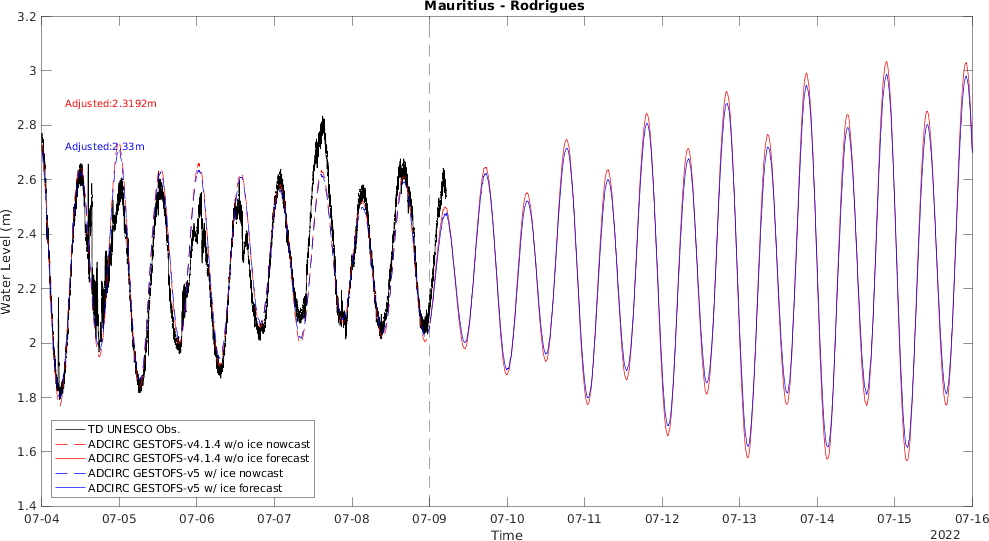 Mauritius - Rodrigues
3.2
3
2.8
2.6
2.4
2.2
2
1.8
1.6
1.4
Water Level (m)
Adjusted:2.3192m
Adjusted:2.33m
TD UNESCO Obs.
ADCIRC GESTOFS-v4.1.4 w/o ice nowcast
ADCIRC GESTOFS-v4.1.4 w/o ice forecast
ADCIRC GESTOFS-v5 w/ ice nowcast
ADCIRC GESTOFS-v5 w/ ice forecast
07-04 07-05 07-06 07-07 07-08 07-09 07-10 07-11 07-12 07-13 07-14 07-15 07-16
Time
2022